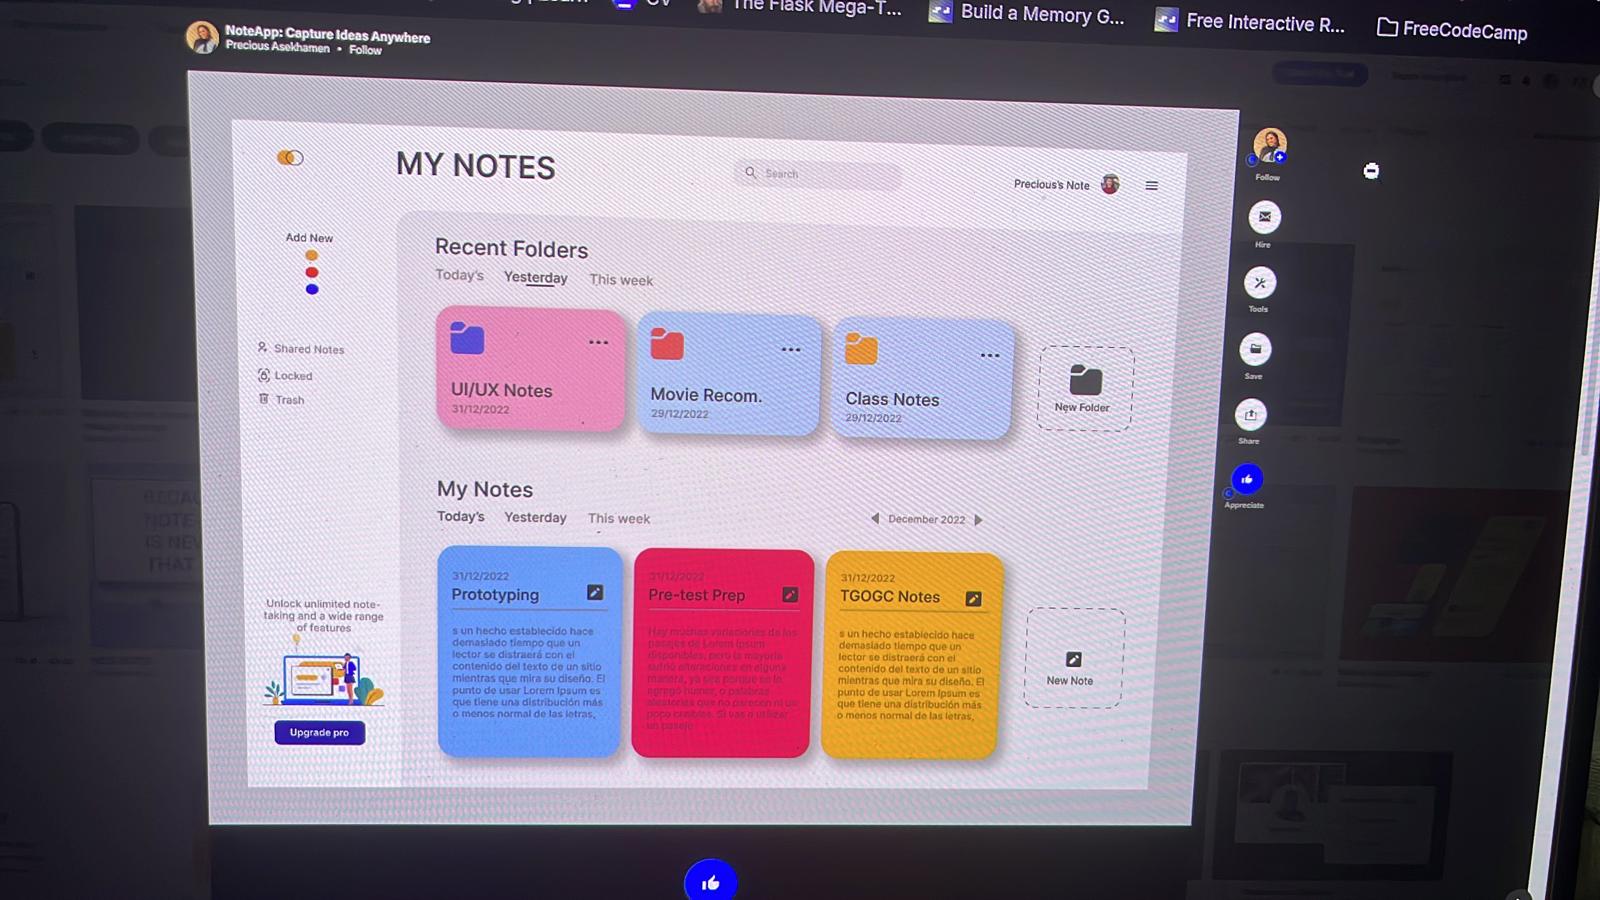 The Flask Mega-T...
Build a Memory G...
Free Interactive R...
FreeCodeCamp
NoteApp: Capture Ideas Anywhere
Precious Asekhamen • Follow
MY NOTES
Search
Precious's Note
Add New
Shared Notes
Locked
Trash
Recent Folders
Today's Yesterday This week
UI/UX Notes
31/12/2022
Movie Recom.
29/12/2022
Class Notes
29/12/2022
New Folder
My Notes
Today's Yesterday This week
December 2022
31/12/2022
Prototyping
s un hecho establecido hace
demasiado tiempo que un
lector se distraerá con el
contenido del texto de un sitio
mientras que mira su diseño. El
punto de usar Lorem Ipsum es
que tiene una distribución más
o menos normal de las letras,
31/12/2022
Pre-test Prep
Hay muchas variaciones de los
pasajes de Lorem Ipsum
disponibles, pero la mayoría
sufrió alteraciones en alguna
manera, ya sea porque se le
agregó humor, o palabras
aleatorias que no parecen ni un
poco creíbles. Si vas a utilizar
un pasaje
31/12/2022
TGOGC Notes
s un hecho establecido hace
demasiado tiempo que un
lector se distraerá con el
contenido del texto de un sitio
mientras que mira su diseño. El
punto de usar Lorem Ipsum es
que tiene una distribución más
o menos normal de las letras,
New Note
Unlock unlimited note-
taking and a wide range
of features
Upgrade pro
Follow
Hire
Tools
Save
Share
Appreciate